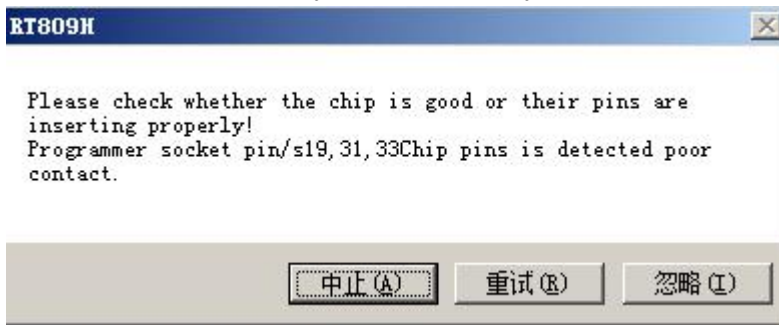 RT809H
Please check whether the chip is good or their pins are
inserting properly!
Programmer socket pin/s19,31,33Chip pins is detected poor
contact.
中止(A)
重试(R)
忽略(I)